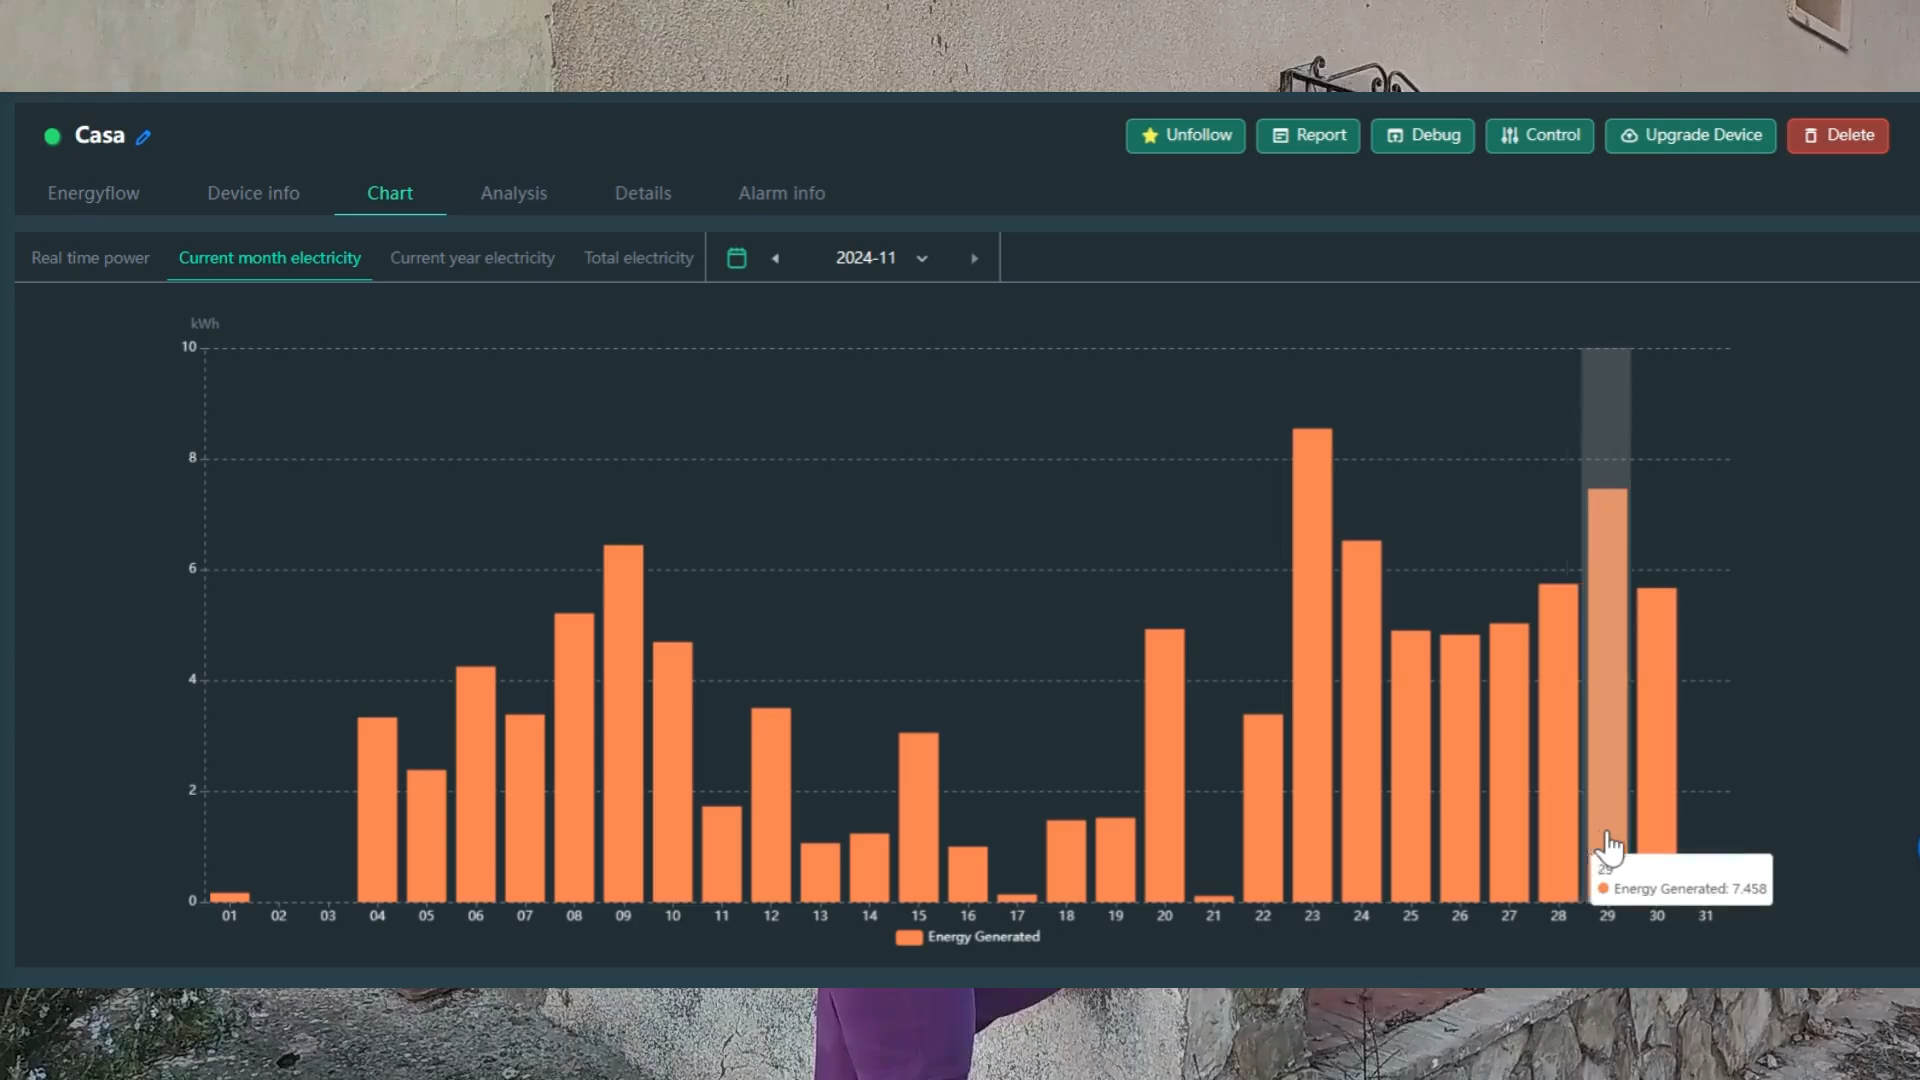 Casa
Unfollow Report Debug Control Upgrade Device Delete
Energyflow Device info Chart Analysis Details Alarm info
Real time power Current month electricity Current year electricity Total electricity 2024-11
kWh
10
8
6
4
2
0
01 02 03 04 05 06 07 08 09 10 11 12 13 14 15 16 17 18 19 20 21 22 23 24 25 26 27 28 29 30 31
Energy Generated: 7.458
Energy Generated